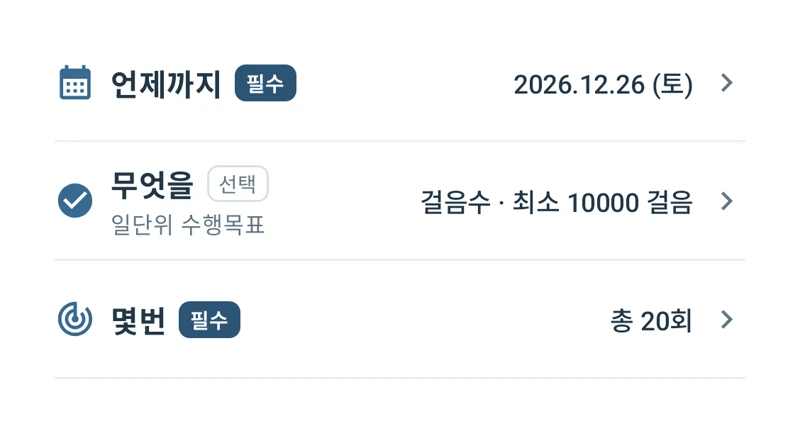 언제까지 필수 2026.12.26 (토)
무엇을 선택
일단위 수행목표
걸음수 · 최소 10000 걸음
몇번 필수 총 20회